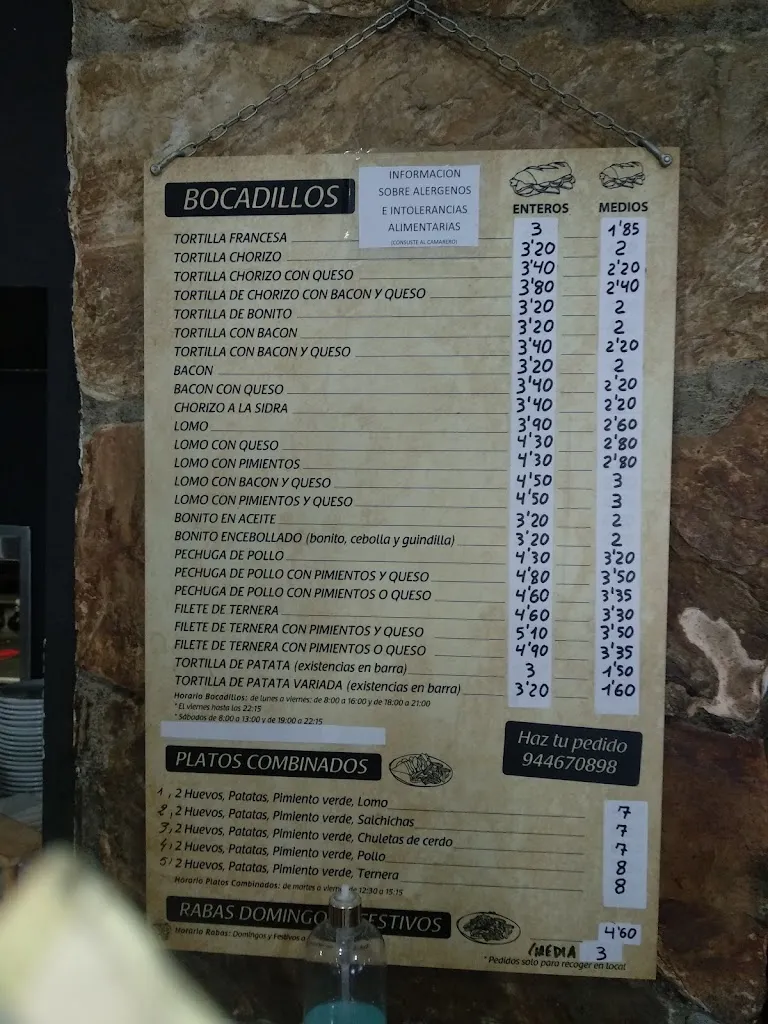 BOCADILLOS
INFORMACION
SOBRE ALERGENOS
E INTOLERANCIAS
ALIMENTARIAS
(CONSULTE AL CAMARERO)
ENTEROS MEDIOS
TORTILLA FRANCESA 3 1'85
TORTILLA CHORIZO 3'20 2
TORTILLA CHORIZO CON QUESO 3'40 2'20
TORTILLA DE CHORIZO CON BACON Y QUESO 3'80 2'40
TORTILLA DE BONITO 3'20 2
TORTILLA CON BACON 3'20 2
TORTILLA CON BACON Y QUESO 3'40 2'20
BACON 3'20 2
BACON CON QUESO 3'40 2'20
CHORIZO A LA SIDRA 3'40 2'20
LOMO 3'90 2'60
LOMO CON QUESO 4'30 2'80
LOMO CON PIMIENTOS 4'30 2'80
LOMO CON BACON Y QUESO 4'50 3
LOMO CON PIMIENTOS Y QUESO 4'50 3
BONITO EN ACEITE 3'20 2
BONITO ENCEBOLLADO (bonito, cebolla y guindilla) 3'20 2
PECHUGA DE POLLO 4'30 3'20
PECHUGA DE POLLO CON PIMIENTOS Y QUESO 4'80 3'50
PECHUGA DE POLLO CON PIMIENTOS O QUESO 4'60 3'35
FILETE DE TERNERA 4'60 3'30
FILETE DE TERNERA CON PIMIENTOS Y QUESO 5'10 3'50
FILETE DE TERNERA CON PIMIENTOS O QUESO 4'90 3'35
TORTILLA DE PATATA (existencias en barra) 3 1'50
TORTILLA DE PATATA VARIADA (existencias en barra) 3'20 1'60
Horario Bocadillos: de lunes a viernes: de 8:00 a 16:00 y de 18:00 a 21:00
* El viernes hasta las 22:15
* Sábados de 8:00 a 13:00 y de 19:00 a 22:15
Haz tu pedido
944670898
PLATOS COMBINADOS
1, 2 Huevos, Patatas, Pimiento verde, Lomo 7
2, 2 Huevos, Patatas, Pimiento verde, Salchichas 7
3, 2 Huevos, Patatas, Pimiento verde, Chuletas de cerdo 7
4, 2 Huevos, Patatas, Pimiento verde, Pollo 8
5, 2 Huevos, Patatas, Pimiento verde, Ternera 8
Horario Platos Combinados: de martes a viernes de 12:30 a 15:15
RABAS DOMINGO FESTIVOS
4'60
Horario Rabas: Domingos y Festivos a
1/MEDIA 3
* Pedidos solo para recoger en local